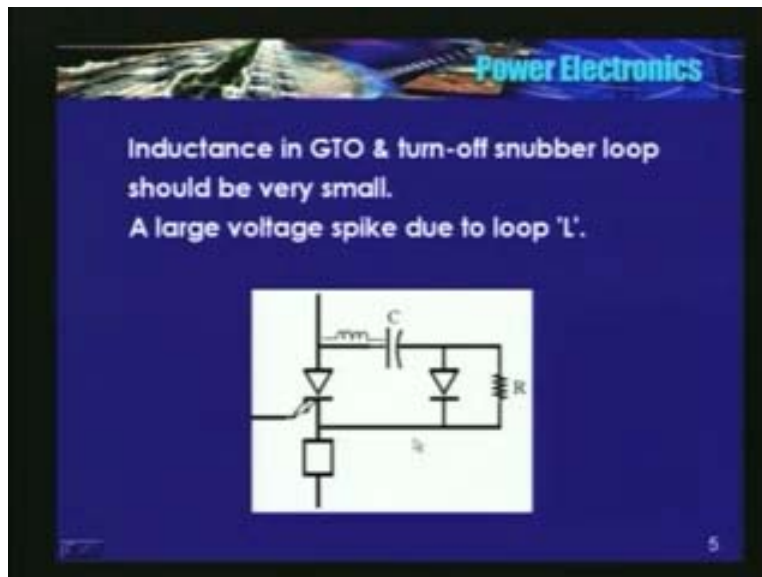 Power Electronics
Inductance in GTO & turn-off snubber loop
should be very small.
A large voltage spike due to loop 'L'.
C
R
5